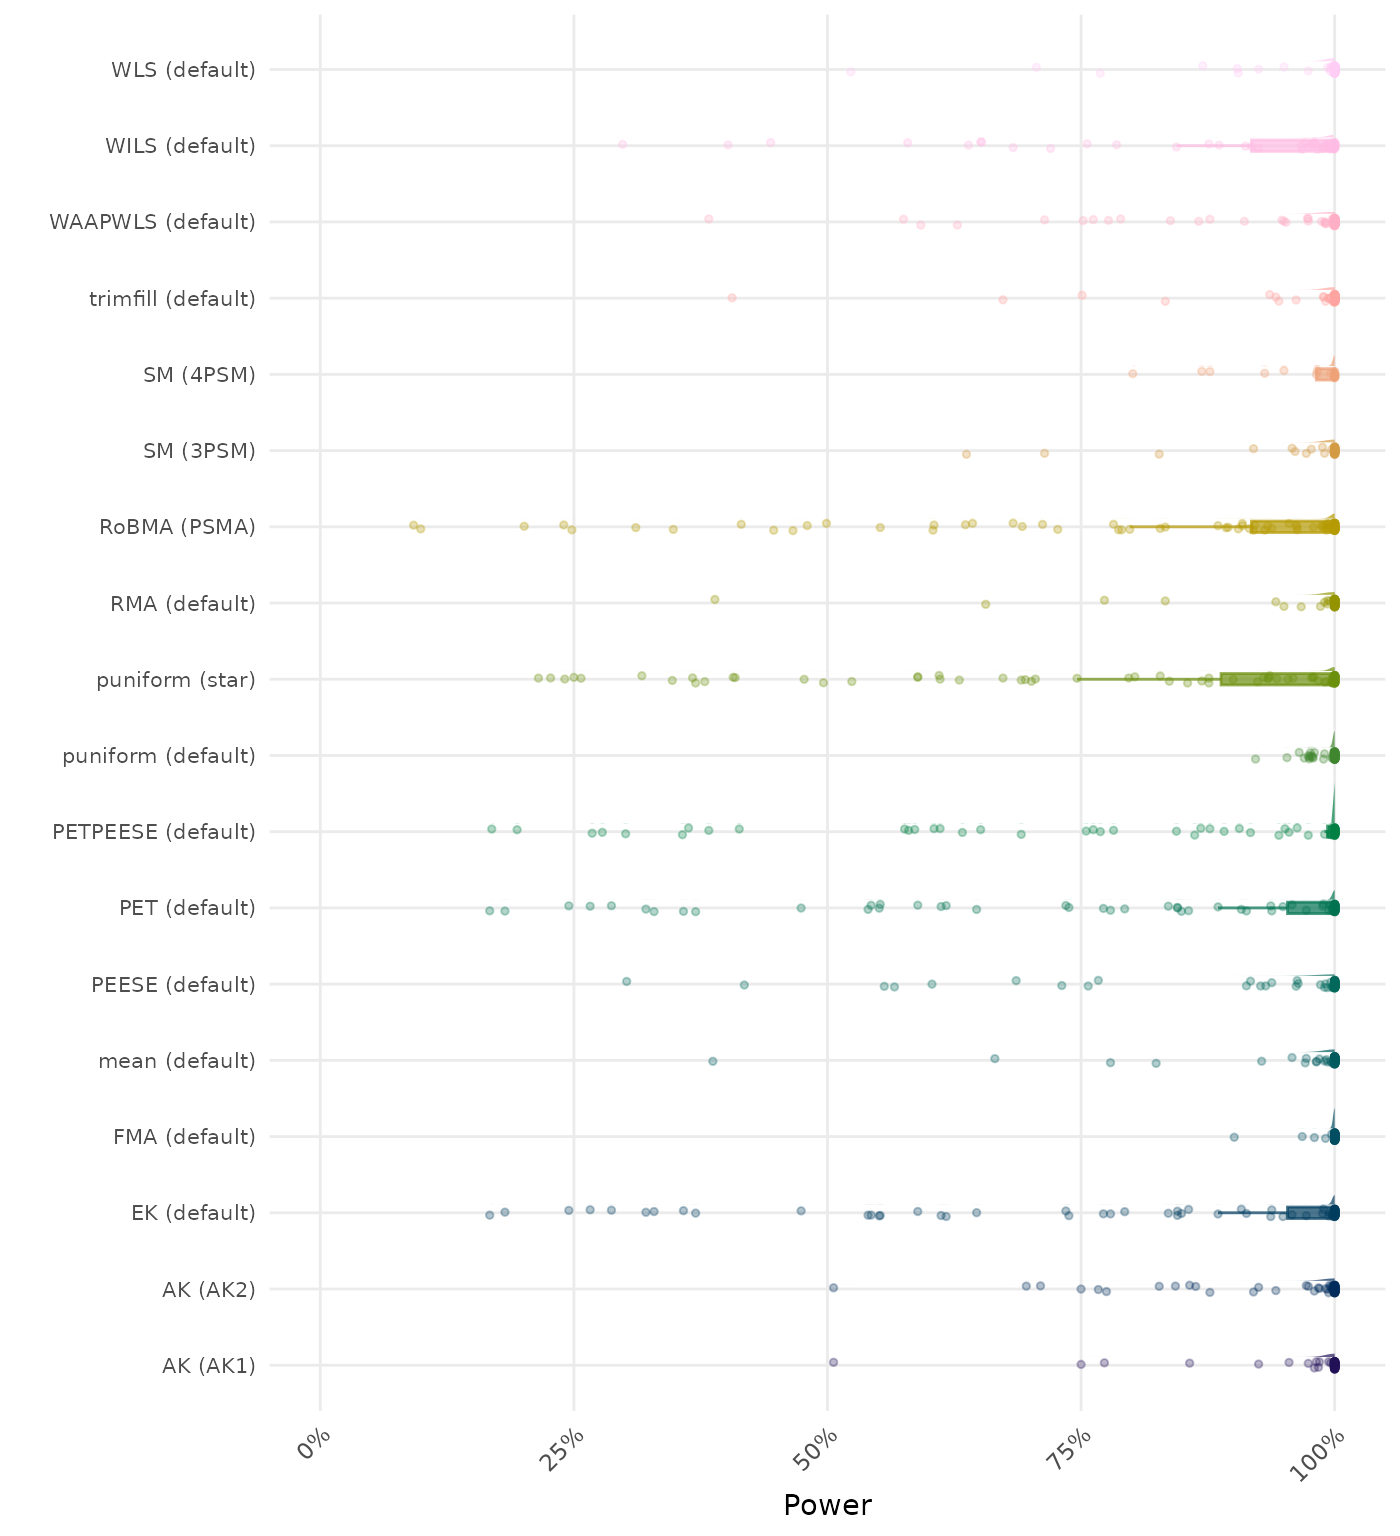 WLS (default)
WILS (default)
WAAPWLS (default)
trimfill (default)
SM (4PSM)
SM (3PSM)
RoBMA (PSMA)
RMA (default)
puniform (star)
puniform (default)
PETPEESE (default)
PET (default)
PEESE (default)
mean (default)
FMA (default)
EK (default)
AK (AK2)
AK (AK1)
0%
25%
50%
75%
100%
Power